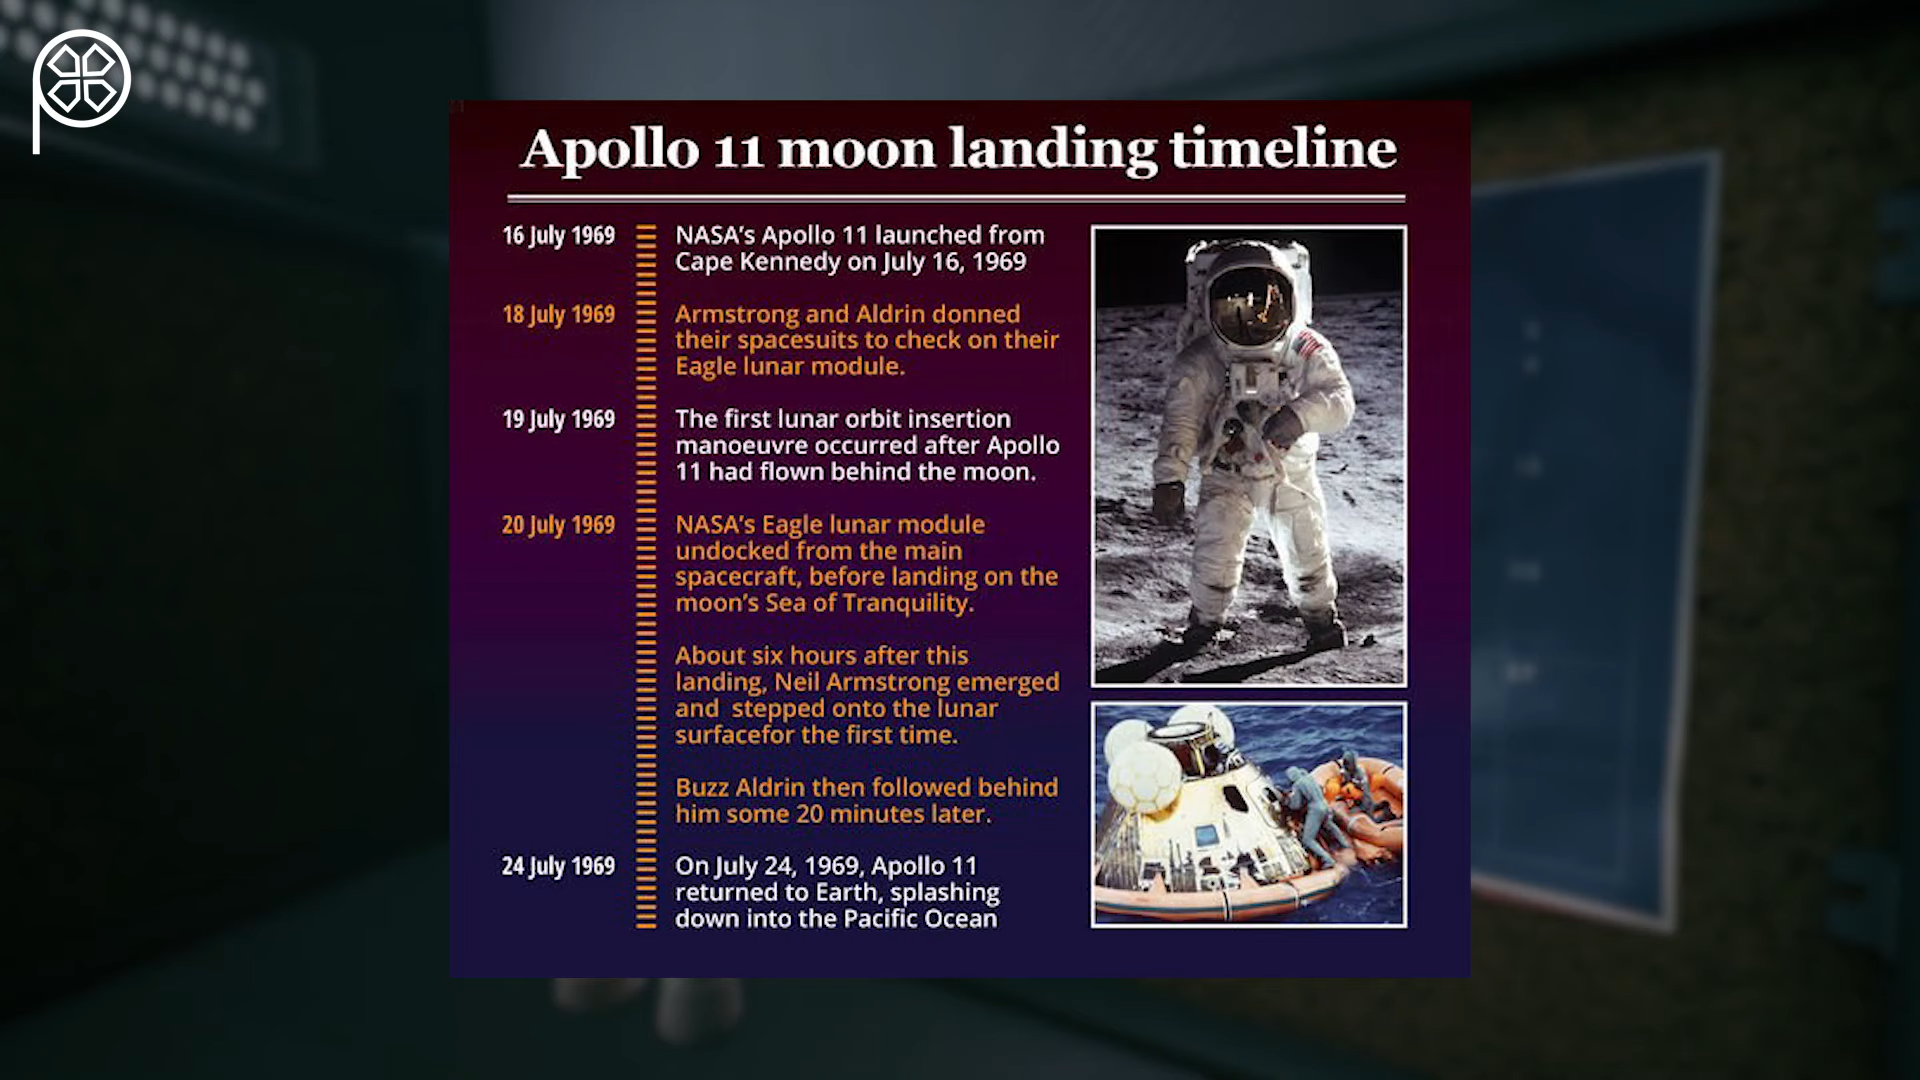 Apollo 11 moon landing timeline
16 July 1969
NASA's Apollo 11 launched from
Cape Kennedy on July 16, 1969
18 July 1969
Armstrong and Aldrin donned
their spacesuits to check on their
Eagle lunar module.
19 July 1969
The first lunar orbit insertion
manoeuvre occurred after Apollo
11 had flown behind the moon.
20 July 1969
NASA's Eagle lunar module
undocked from the main
spacecraft, before landing on the
moon's Sea of Tranquility.
About six hours after this
landing, Neil Armstrong emerged
and  stepped onto the lunar
surfacefor the first time.
Buzz Aldrin then followed behind
him some 20 minutes later.
24 July 1969
On July 24, 1969, Apollo 11
returned to Earth, splashing
down into the Pacific Ocean